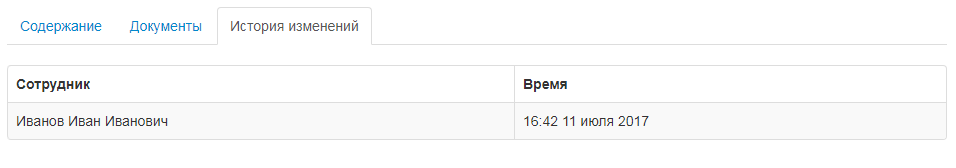 Содержание Документы История изменений
Сотрудник Время
Иванов Иван Иванович 16:42 11 июля 2017